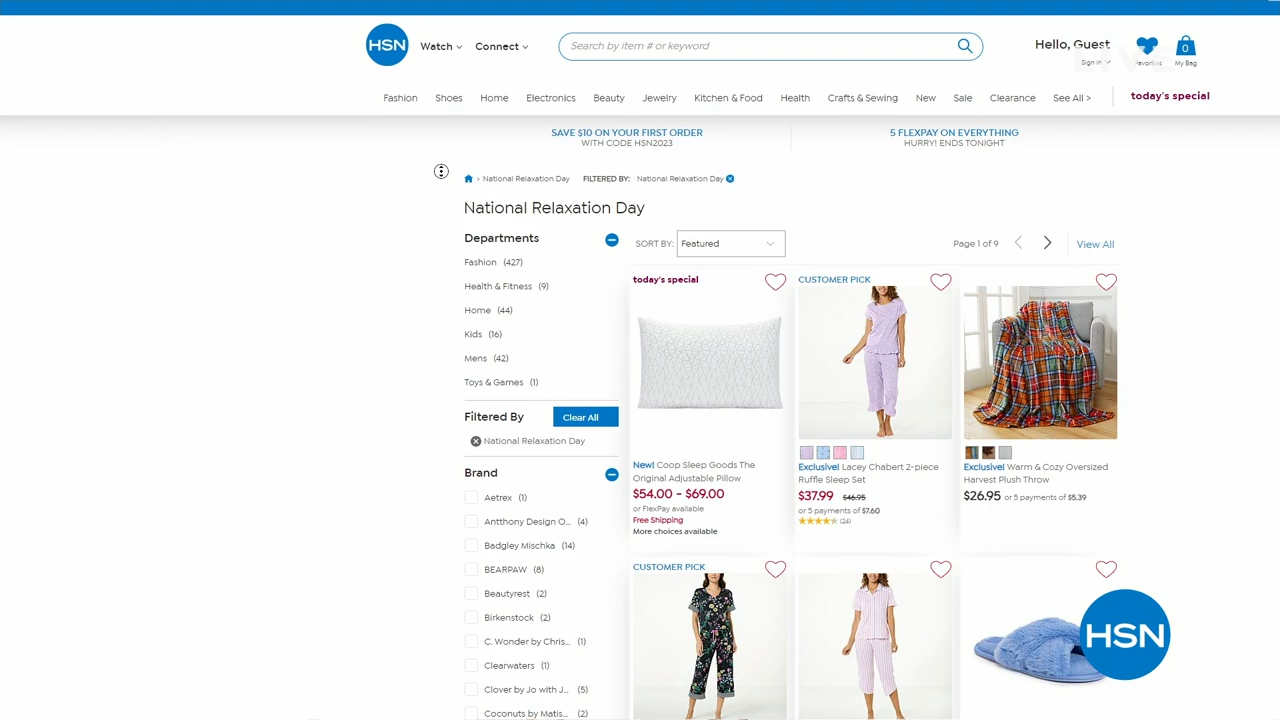 HSN
Watch
Connect
Search by item # or keyword
Hello, Guest
Sign In
Favorites
0
My Bag
Fashion Shoes Home Electronics Beauty Jewelry Kitchen & Food Health Crafts & Sewing New Sale Clearance See All > today's special
SAVE $10 ON YOUR FIRST ORDER
WITH CODE HSN2023
5 FLEXPAY ON EVERYTHING
HURRY! ENDS TONIGHT
> National Relaxation Day FILTERED BY: National Relaxation Day
National Relaxation Day
Departments
Fashion (427)
Health & Fitness (9)
Home (44)
Kids (16)
Mens (42)
Toys & Games (1)
Filtered By
Clear All
National Relaxation Day
Brand
Aetrex (1)
Antthony Design O... (4)
Badgley Mischka (14)
BEARPAW (8)
Beautyrest (2)
Birkenstock (2)
C. Wonder by Chris... (1)
Clearwaters (1)
Clover by Jo with J... (5)
Coconuts by Matis... (2)
SORT BY: Featured
Page 1 of 9
View All
today's special
New! Coop Sleep Goods The
Original Adjustable Pillow
$54.00 - $69.00
or FlexPay available
Free Shipping
More choices available
CUSTOMER PICK
Exclusive! Lacey Chabert 2-piece
Ruffle Sleep Set
$37.99 $46.95
or 5 payments of $7.60
(24)
Exclusive! Warm & Cozy Oversized
Harvest Plush Throw
$26.95 or 5 payments of $5.39
CUSTOMER PICK
HSN